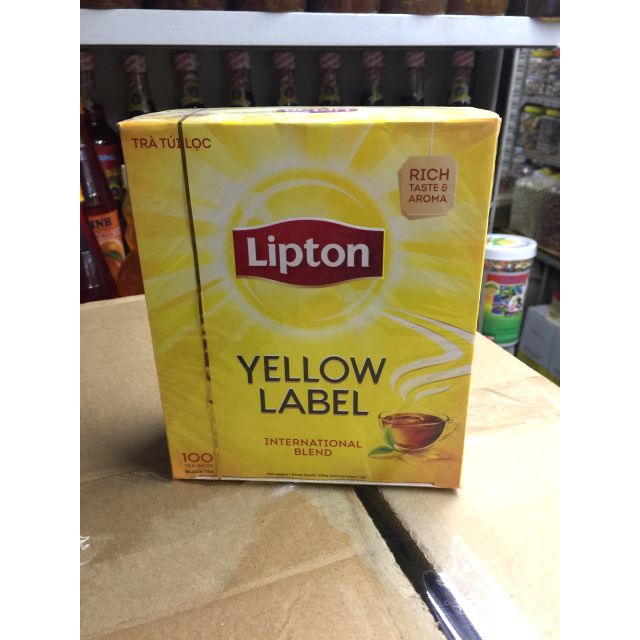 TRÀ TÚI LỌC
RICH
TASTE &
AROMA
Lipton
YELLOW
LABEL
INTERNATIONAL
BLEND
100
TEA BAGS
BLACK TEA